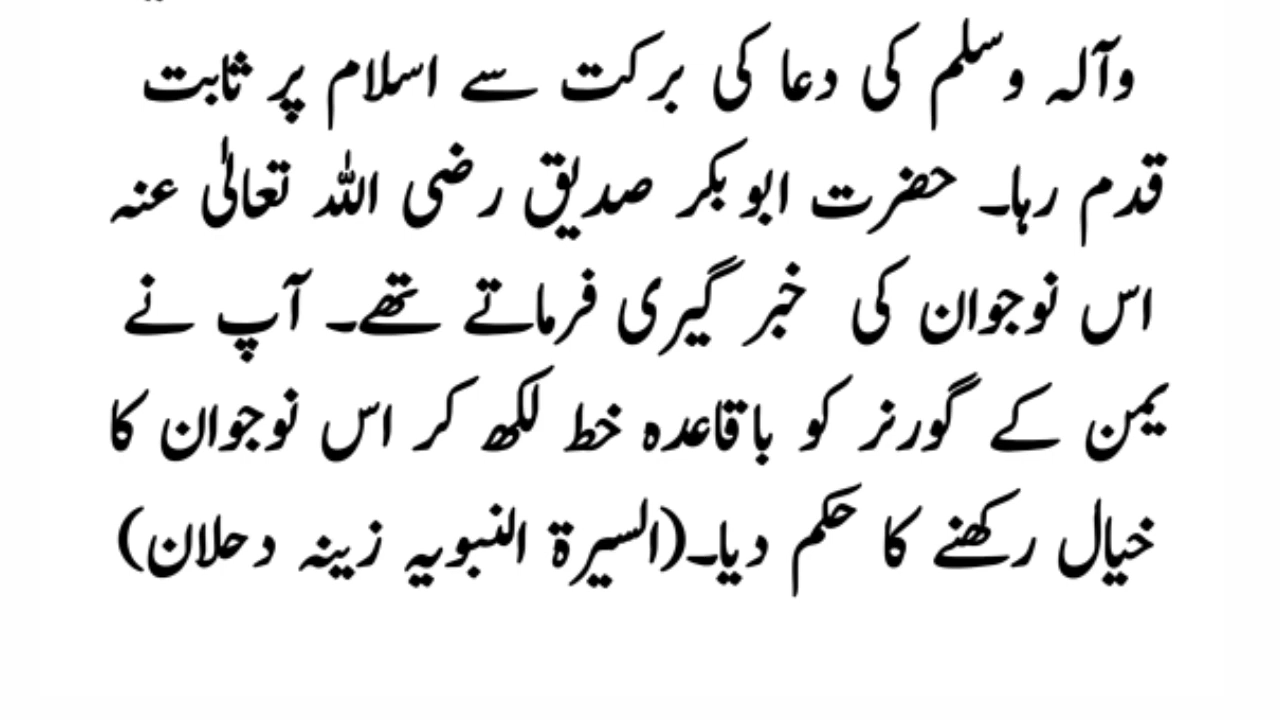 وآلہ وسلم کی دعا کی برکت سے اسلام پر ثابت
قدم رہا۔ حضرت ابوبکر صدیق رضی اللہ تعالیٰ عنہ
اس نوجوان کی خبر گیری فرماتے تھے۔ آپ نے
یمن کے گورنر کو باقاعدہ خط لکھ کر اس نوجوان کا
خیال رکھنے کا حکم دیا۔(السیرۃ النبویہ زینہ دحلان)